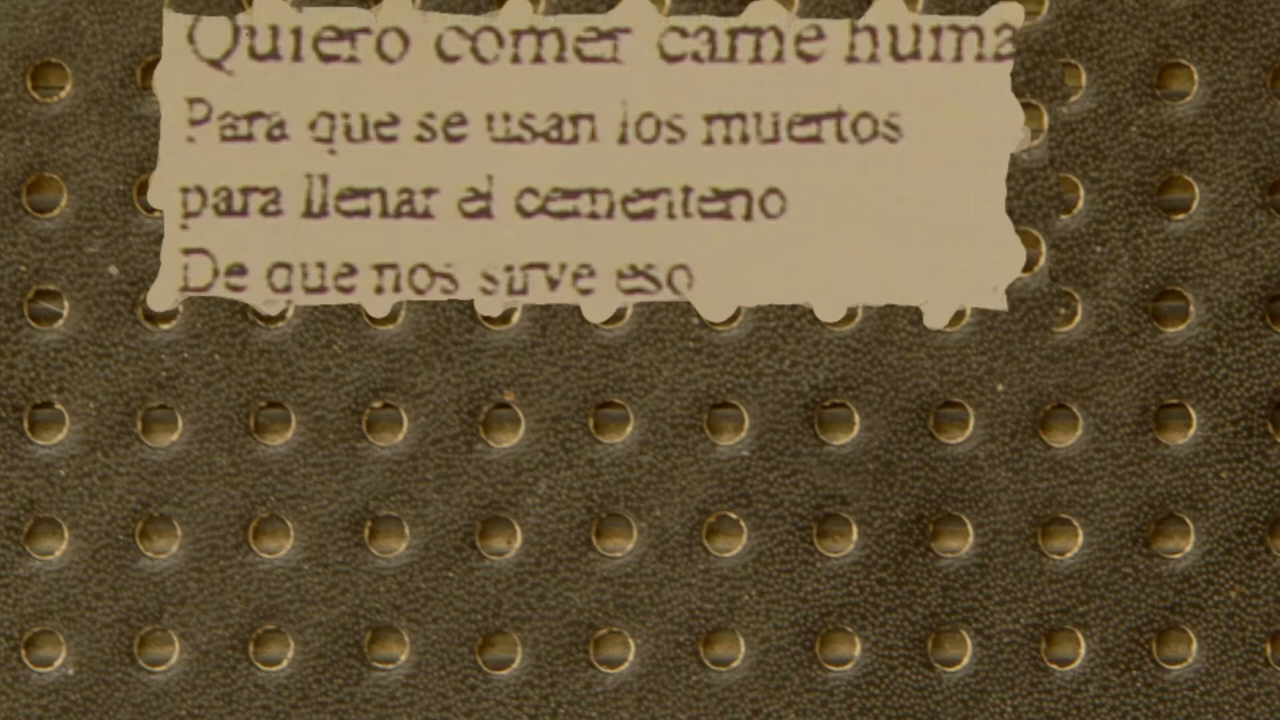 Quiero comer carne huma
Para que se usan los muertos
para llenar el cementerio
De que nos sirve eso